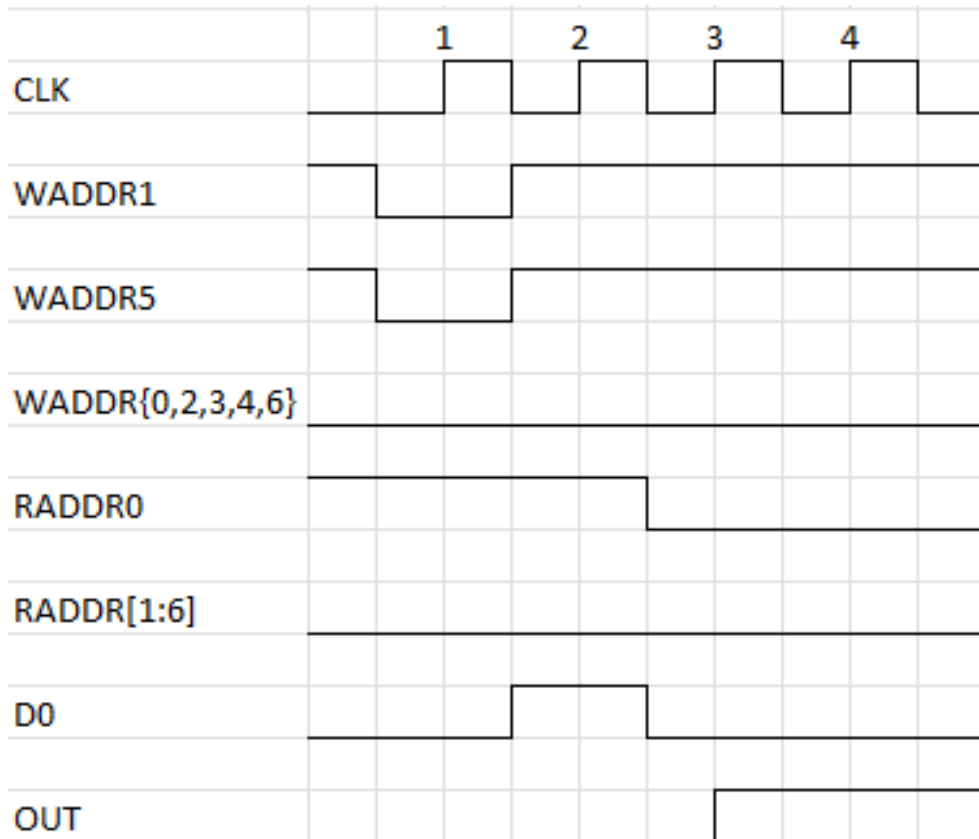 1 2 3 4
CLK
WADDR1
WADDR5
WADDR{0,2,3,4,6}
RADDR0
RADDR[1:6]
D0
OUT